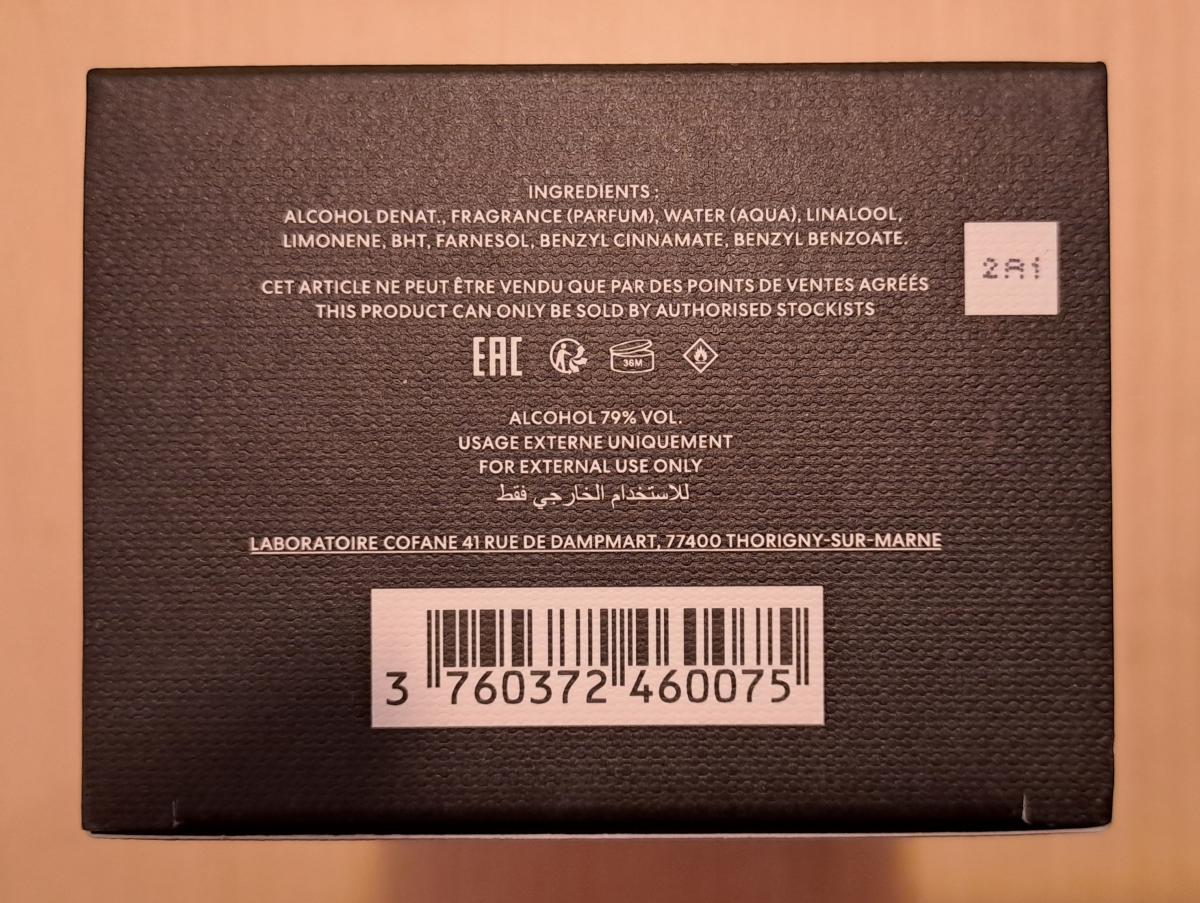 INGREDIENTS :
ALCOHOL DENAT., FRAGRANCE (PARFUM), WATER (AQUA), LINALOOL,
LIMONENE, BHT, FARNESOL, BENZYL CINNAMATE, BENZYL BENZOATE.
2A1
CET ARTICLE NE PEUT ÊTRE VENDU QUE PAR DES POINTS DE VENTES AGRÉÉS
THIS PRODUCT CAN ONLY BE SOLD BY AUTHORISED STOCKISTS
EAC
36M
ALCOHOL 79% VOL.
USAGE EXTERNE UNIQUEMENT
FOR EXTERNAL USE ONLY
للاستخدام الخارجي فقط
LABORATOIRE COFANE 41 RUE DE DAMPMART, 77400 THORIGNY-SUR-MARNE
3 760372 460075